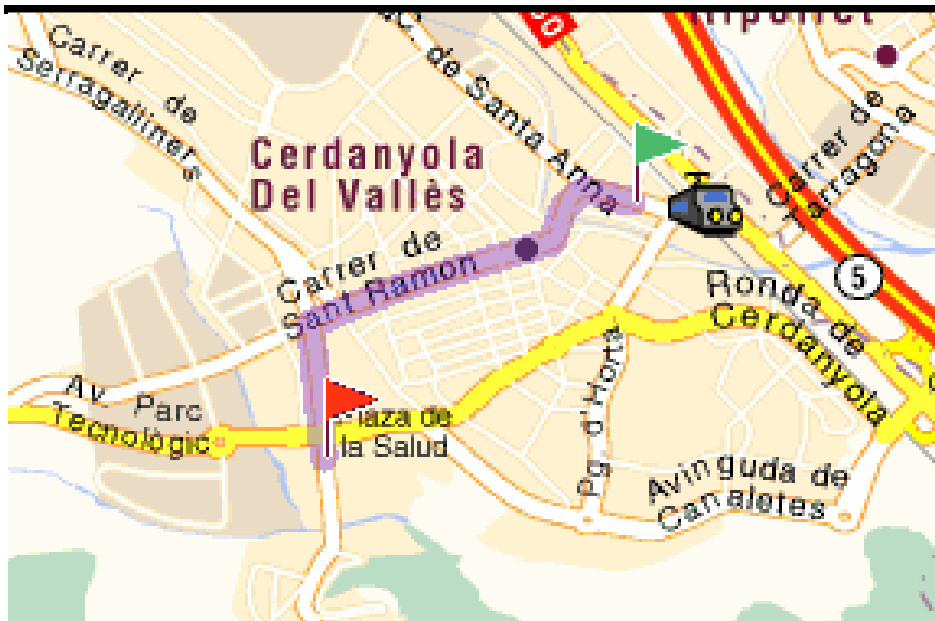 Ripollet
Carrer de
Serragalliners
C. de Santa Anna
Carrer de
Tarragona
Cerdanyola
Del Vallès
Carrer de
Sant Ramon
5
Ronda de
Cerdanyola
Av. Parc
Tecnològic
Plaza de
la Salud
Pg. d'Horta
Avinguda de
Canaletes